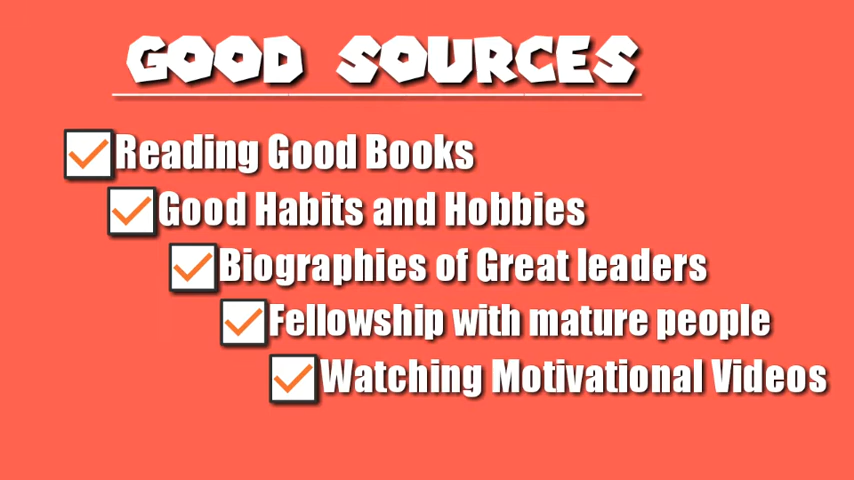 GOOD SOURCES
Reading Good Books
Good Habits and Hobbies
Biographies of Great leaders
Fellowship with mature people
Watching Motivational Videos